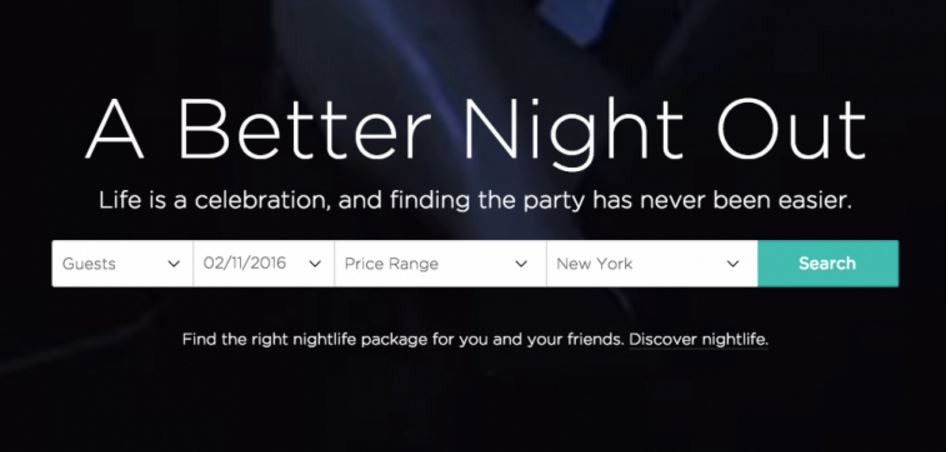 A Better Night Out
Life is a celebration, and finding the party has never been easier.
Guests 02/11/2016 Price Range New York Search
Find the right nightlife package for you and your friends. Discover nightlife.